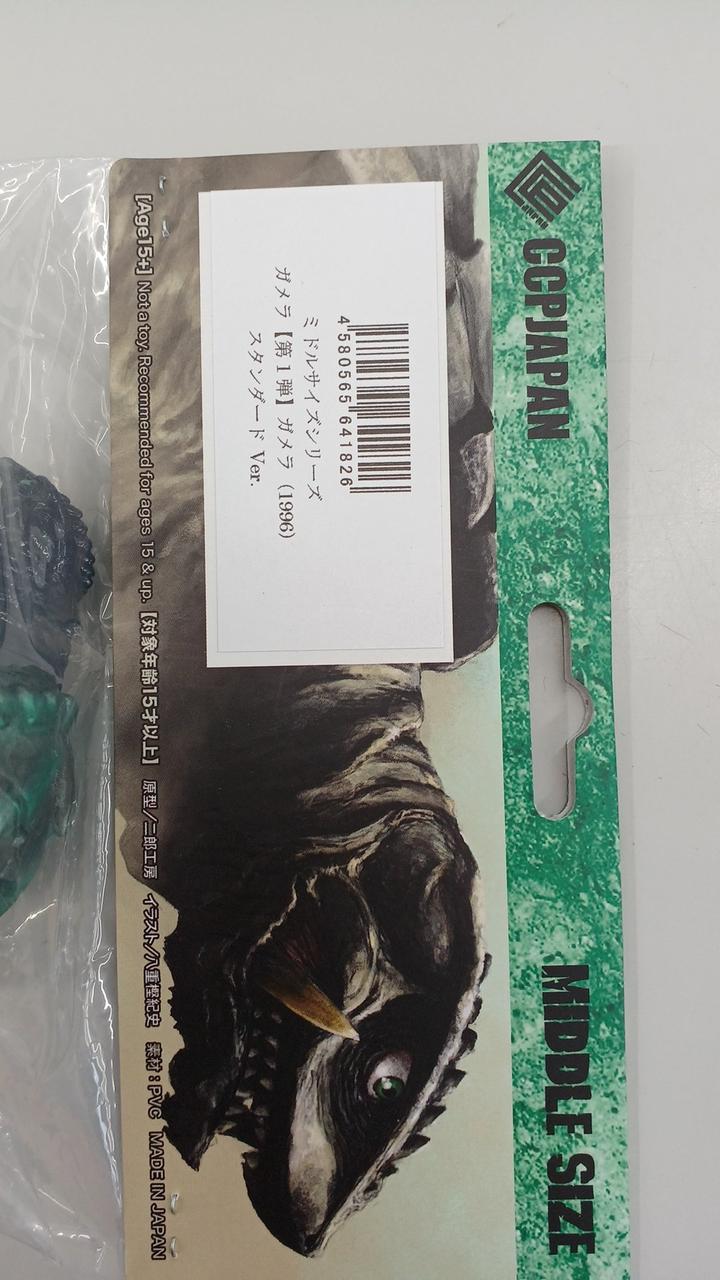 CCPJAPAN
MIDDLE SIZE
4 580565 641826
ミドルサイズシリーズ
ガメラ【第1弾】ガメラ (1996)
スタンダード Ver.
[Age15+] Not a toy. Recommended for ages 15 & up. 【対象年齢15才以上】 原型/二郎工房 イラスト/八重樫紀史 素材:PVC MADE IN JAPAN